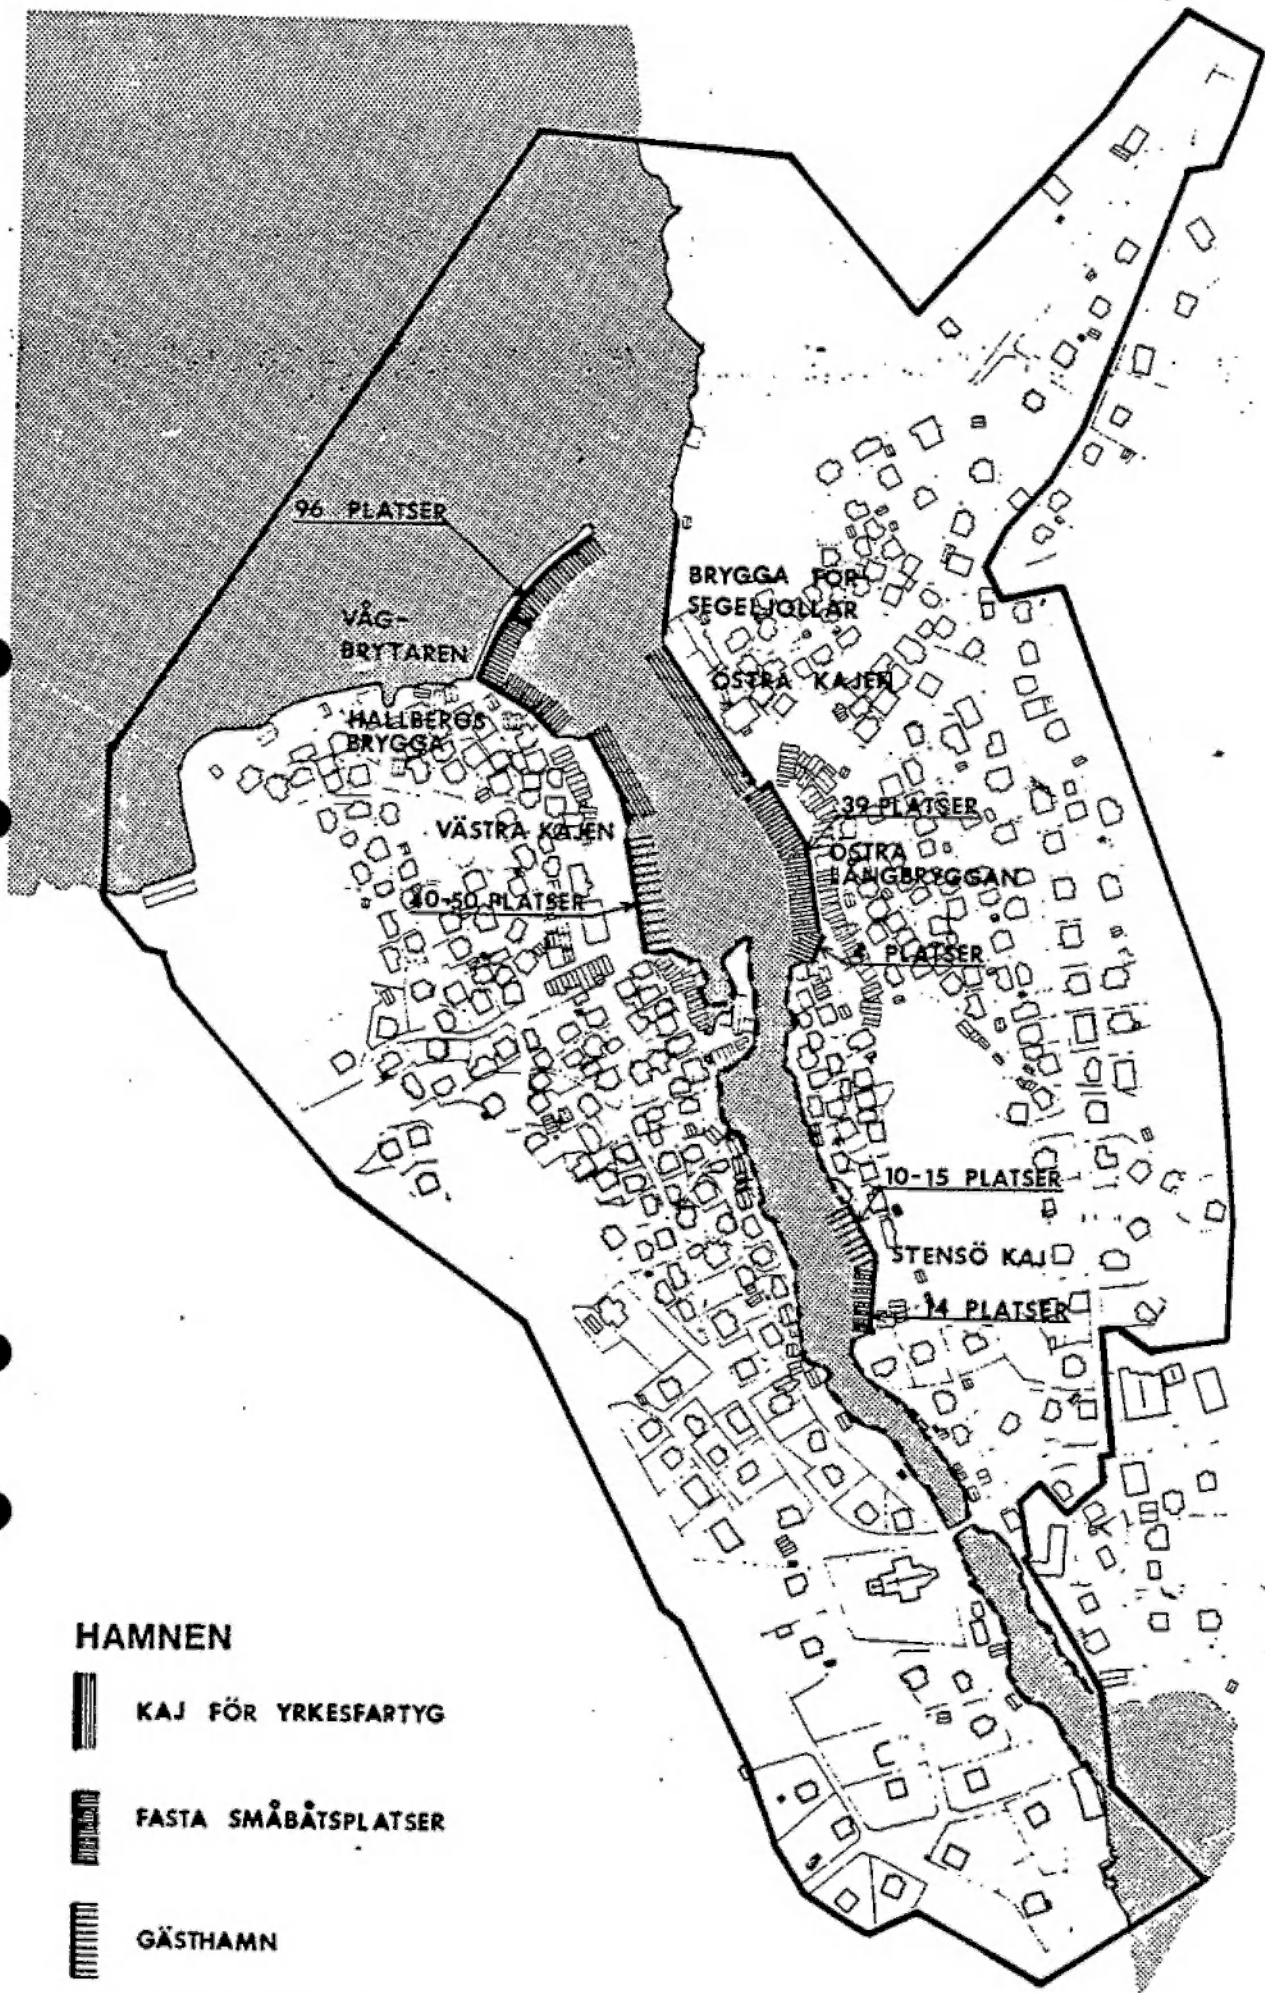 96 PLATSER
BRYGGA FÖR
SEGELJOLLAR
VÅG-
BRYTAREN
ÖSTRA KAJEN
HALLBERGS
BRYGGA
39 PLATSER
VÄSTRA KAJEN
ÖSTRA
LÅNGBRYGGAN
40-50 PLATSER
4 PLATSER
10-15 PLATSER
STENSÖ KAJ
14 PLATSER
HAMNEN
KAJ FÖR YRKESFARTYG
FASTA SMÅBÅTSPLATSER
GÄSTHAMN